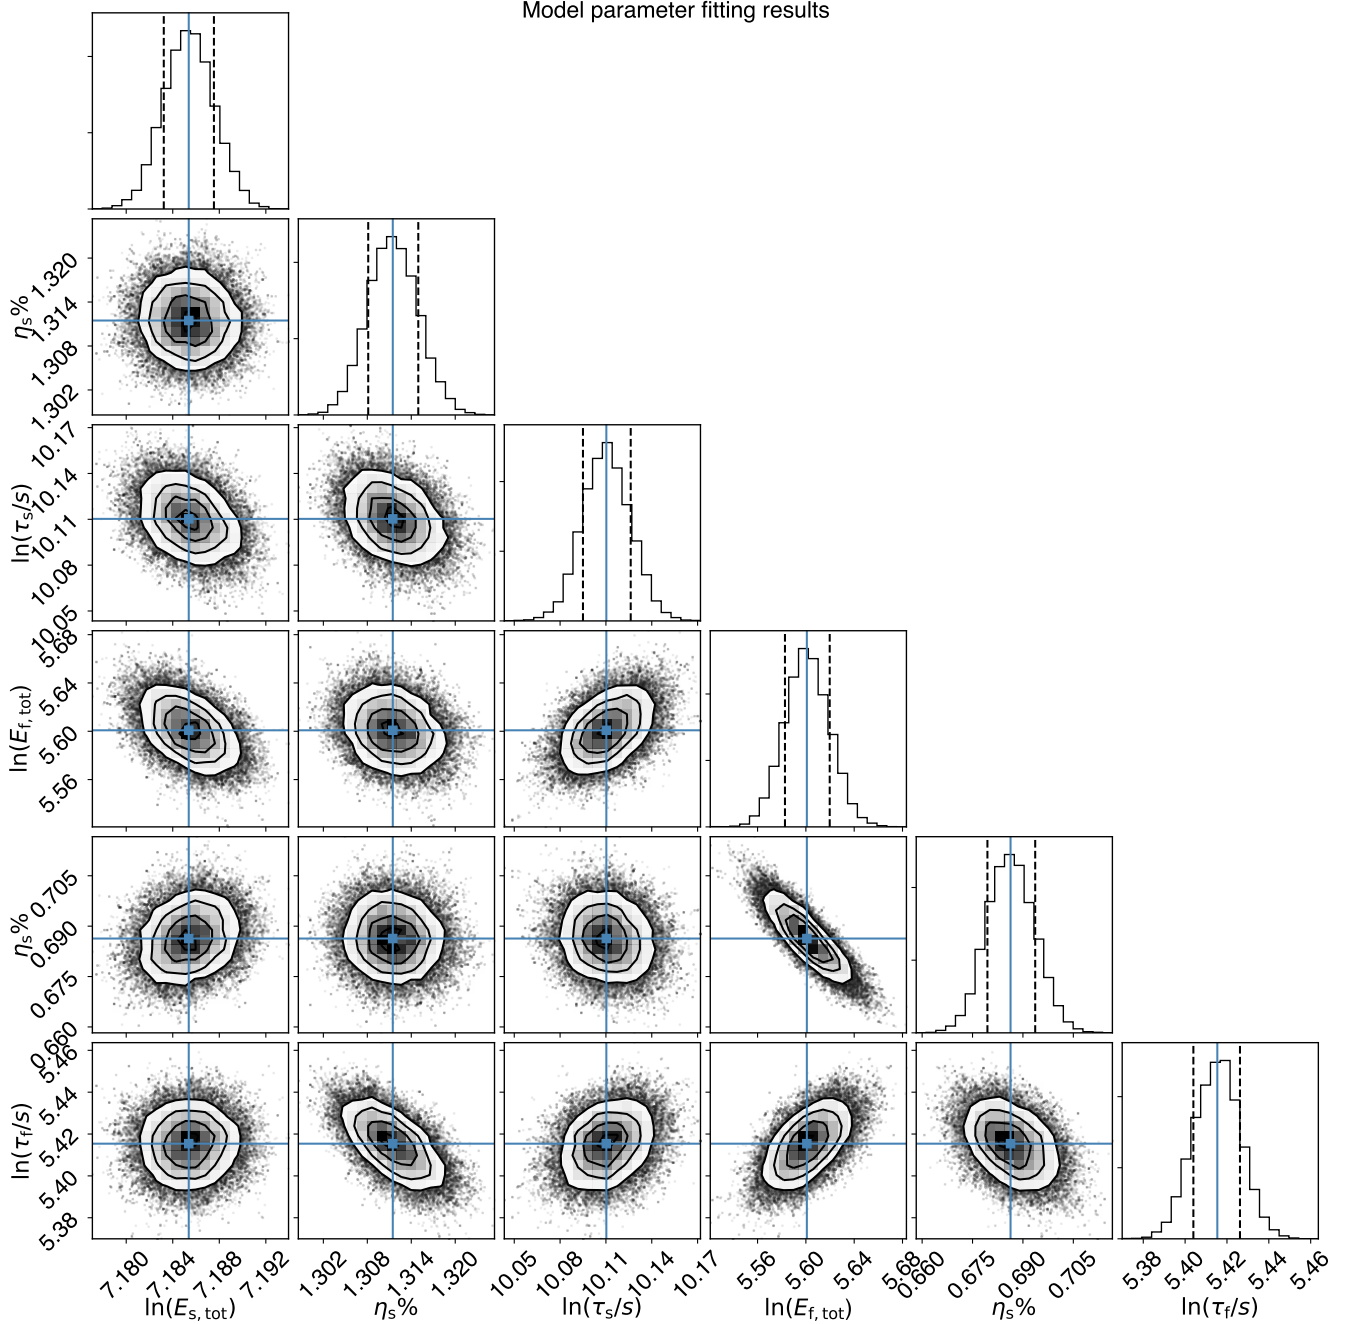 Model parameter fitting results
ηs%
1.320
1.314
1.308
1.302
ln(τs/s)
10.17
10.14
10.11
10.08
10.05
ln(Ef,tot)
5.68
5.64
5.60
5.56
ηs%
0.705
0.690
0.675
0.660
ln(τf/s)
5.46
5.44
5.42
5.40
5.38
7.180 7.184 7.188 7.192 1.302 1.308 1.314 1.320 10.05 10.08 10.11 10.14 10.17 5.56 5.60 5.64 5.68 0.660 0.675 0.690 0.705 5.38 5.40 5.42 5.44 5.46
ln(Es,tot) ηs% ln(τs/s) ln(Ef,tot) ηs% ln(τf/s)